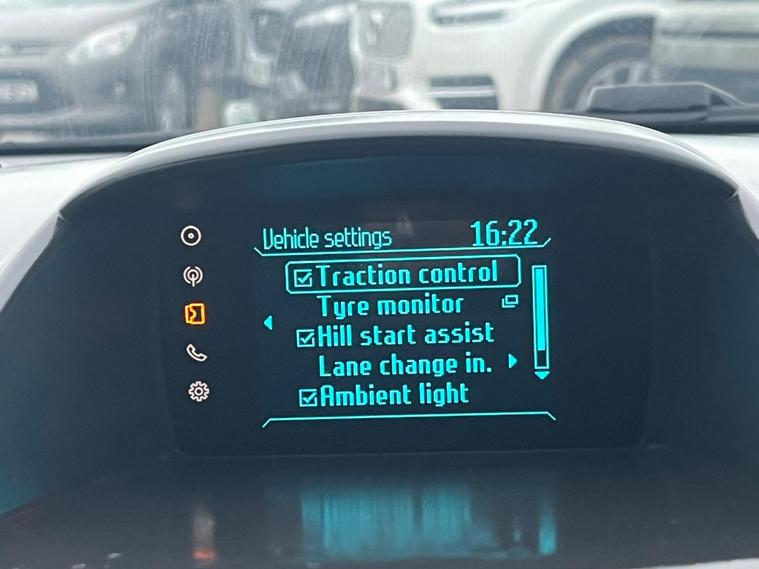 Vehicle settings 16:22
Traction control
Tyre monitor
Hill start assist
Lane change in.
Ambient light